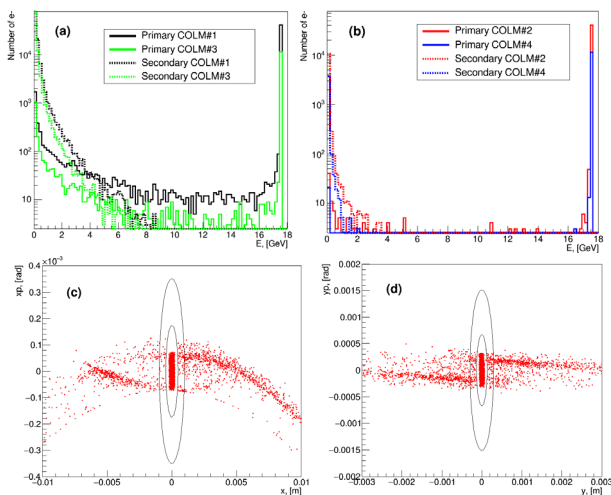 Number of e-
(a)
Primary COLM#1
Primary COLM#3
Secondary COLM#1
Secondary COLM#3
10⁴
10³
10²
10
0 2 4 6 8 10 12 14 16 18
E, [GeV]
Number of e-
(b)
Primary COLM#2
Primary COLM#4
Secondary COLM#2
Secondary COLM#4
10⁴
10³
10²
10
0 2 4 6 8 10 12 14 16 18
E, [GeV]
xp, [rad]
×10⁻³
(c)
0.4
0.3
0.2
0.1
0
-0.1
-0.2
-0.3
-0.4
-0.01 -0.005 0 0.005 0.01
x, [m]
yp, [rad]
(d)
0.002
0.0015
0.001
0.0005
0
-0.0005
-0.001
-0.0015
-0.002
-0.003 -0.002 -0.001 0 0.001 0.002 0.003
y, [m]